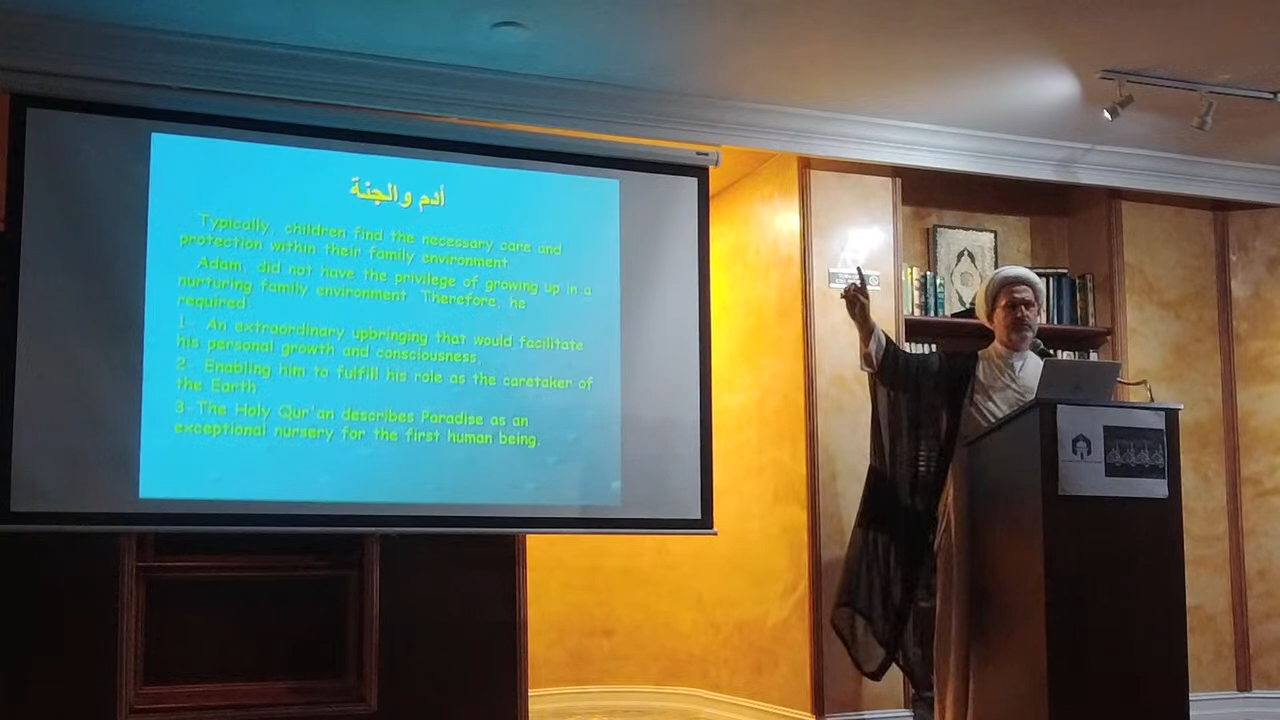 أدم والجنة
Typically, children find the necessary care and
protection within their family environment
Adam, did not have the privilege of growing up in a
nurturing family environment. Therefore, he
required:
1- An extraordinary upbringing that would facilitate
his personal growth and consciousness,
2- Enabling him to fulfill his role as the caretaker of
the Earth.
3-The Holy Qur'an describes Paradise as an
exceptional nursery for the first human being.